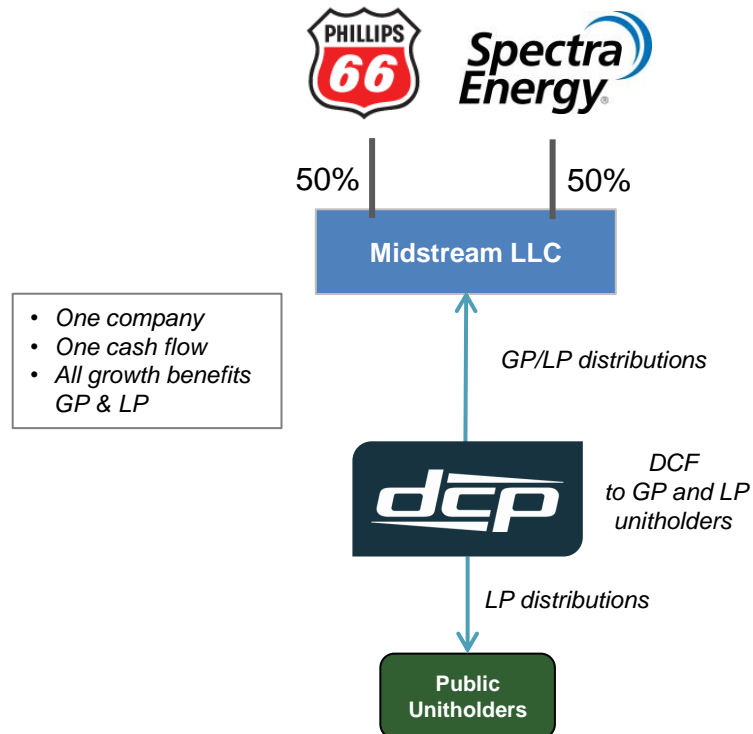 PHILLIPS
66
Spectra
Energy®
50%
50%
Midstream LLC
• One company
• One cash flow
• All growth benefits
GP & LP
GP/LP distributions
dcp
DCF
to GP and LP
unitholders
LP distributions
Public
Unitholders